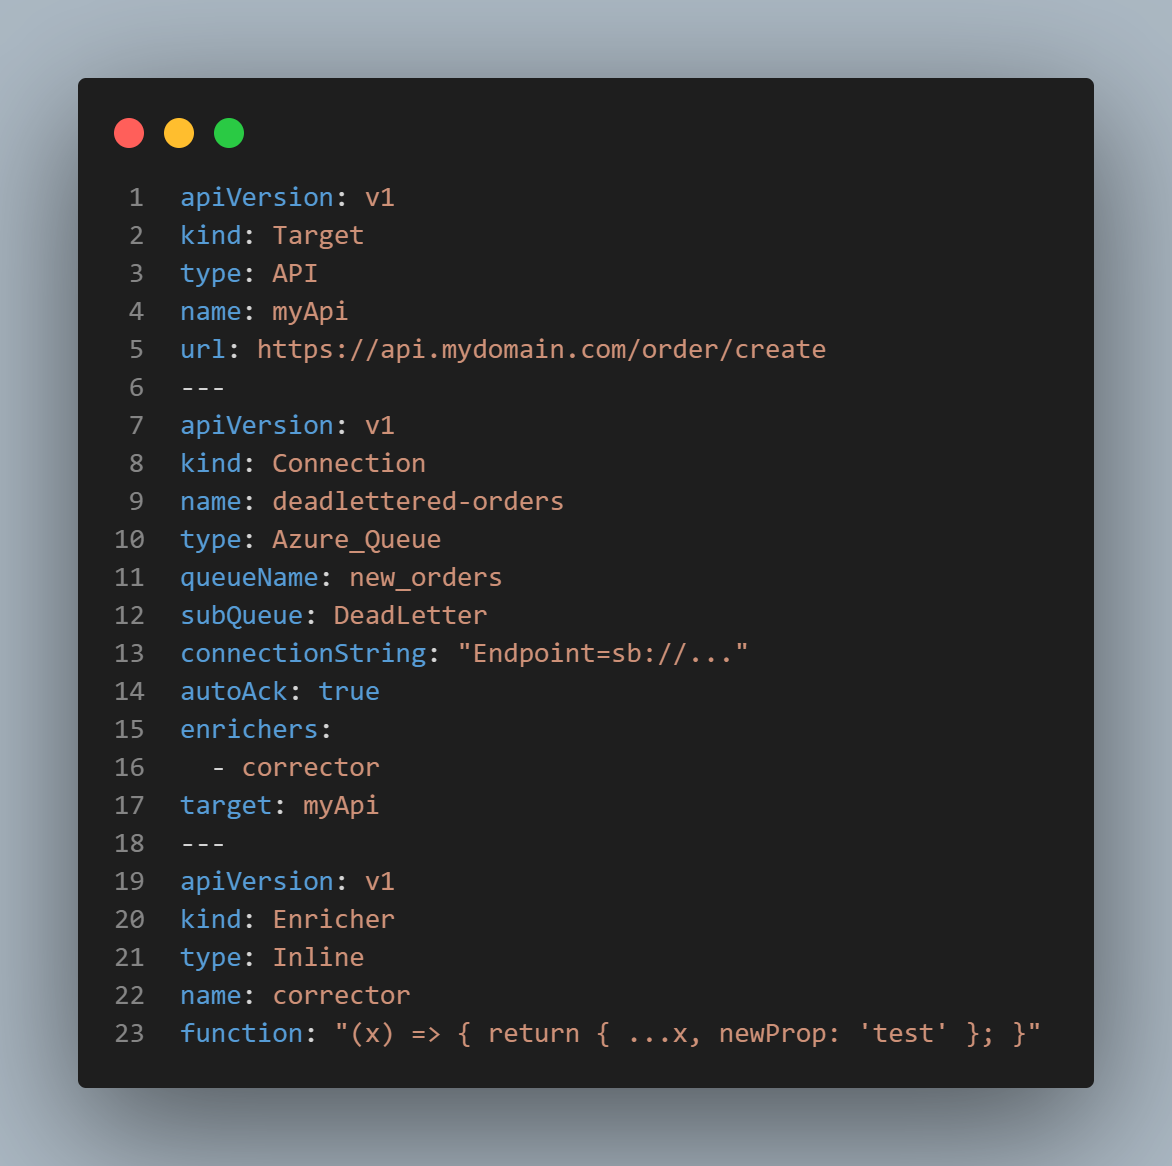 1 apiVersion: v1
2 kind: Target
3 type: API
4 name: myApi
5 url: https://api.mydomain.com/order/create
6 ---
7 apiVersion: v1
8 kind: Connection
9 name: deadlettered-orders
10 type: Azure_Queue
11 queueName: new_orders
12 subQueue: DeadLetter
13 connectionString: "Endpoint=sb://..."
14 autoAck: true
15 enrichers:
16   - corrector
17 target: myApi
18 ---
19 apiVersion: v1
20 kind: Enricher
21 type: Inline
22 name: corrector
23 function: "(x) => { return { ...x, newProp: 'test' }; }"